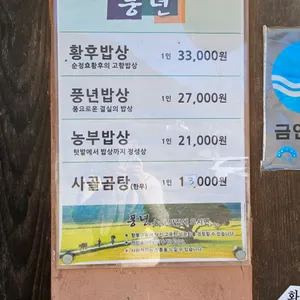 풍년
황후밥상 1인 33,000원
순정효황후의 고향밥상
풍년밥상 1인 27,000원
풍요로운 결실의 밥상
농부밥상 1인 21,000원
텃밭에서 밥상까지 정성상
사골곰탕(한우) 1인 13,000원
풍년
금연